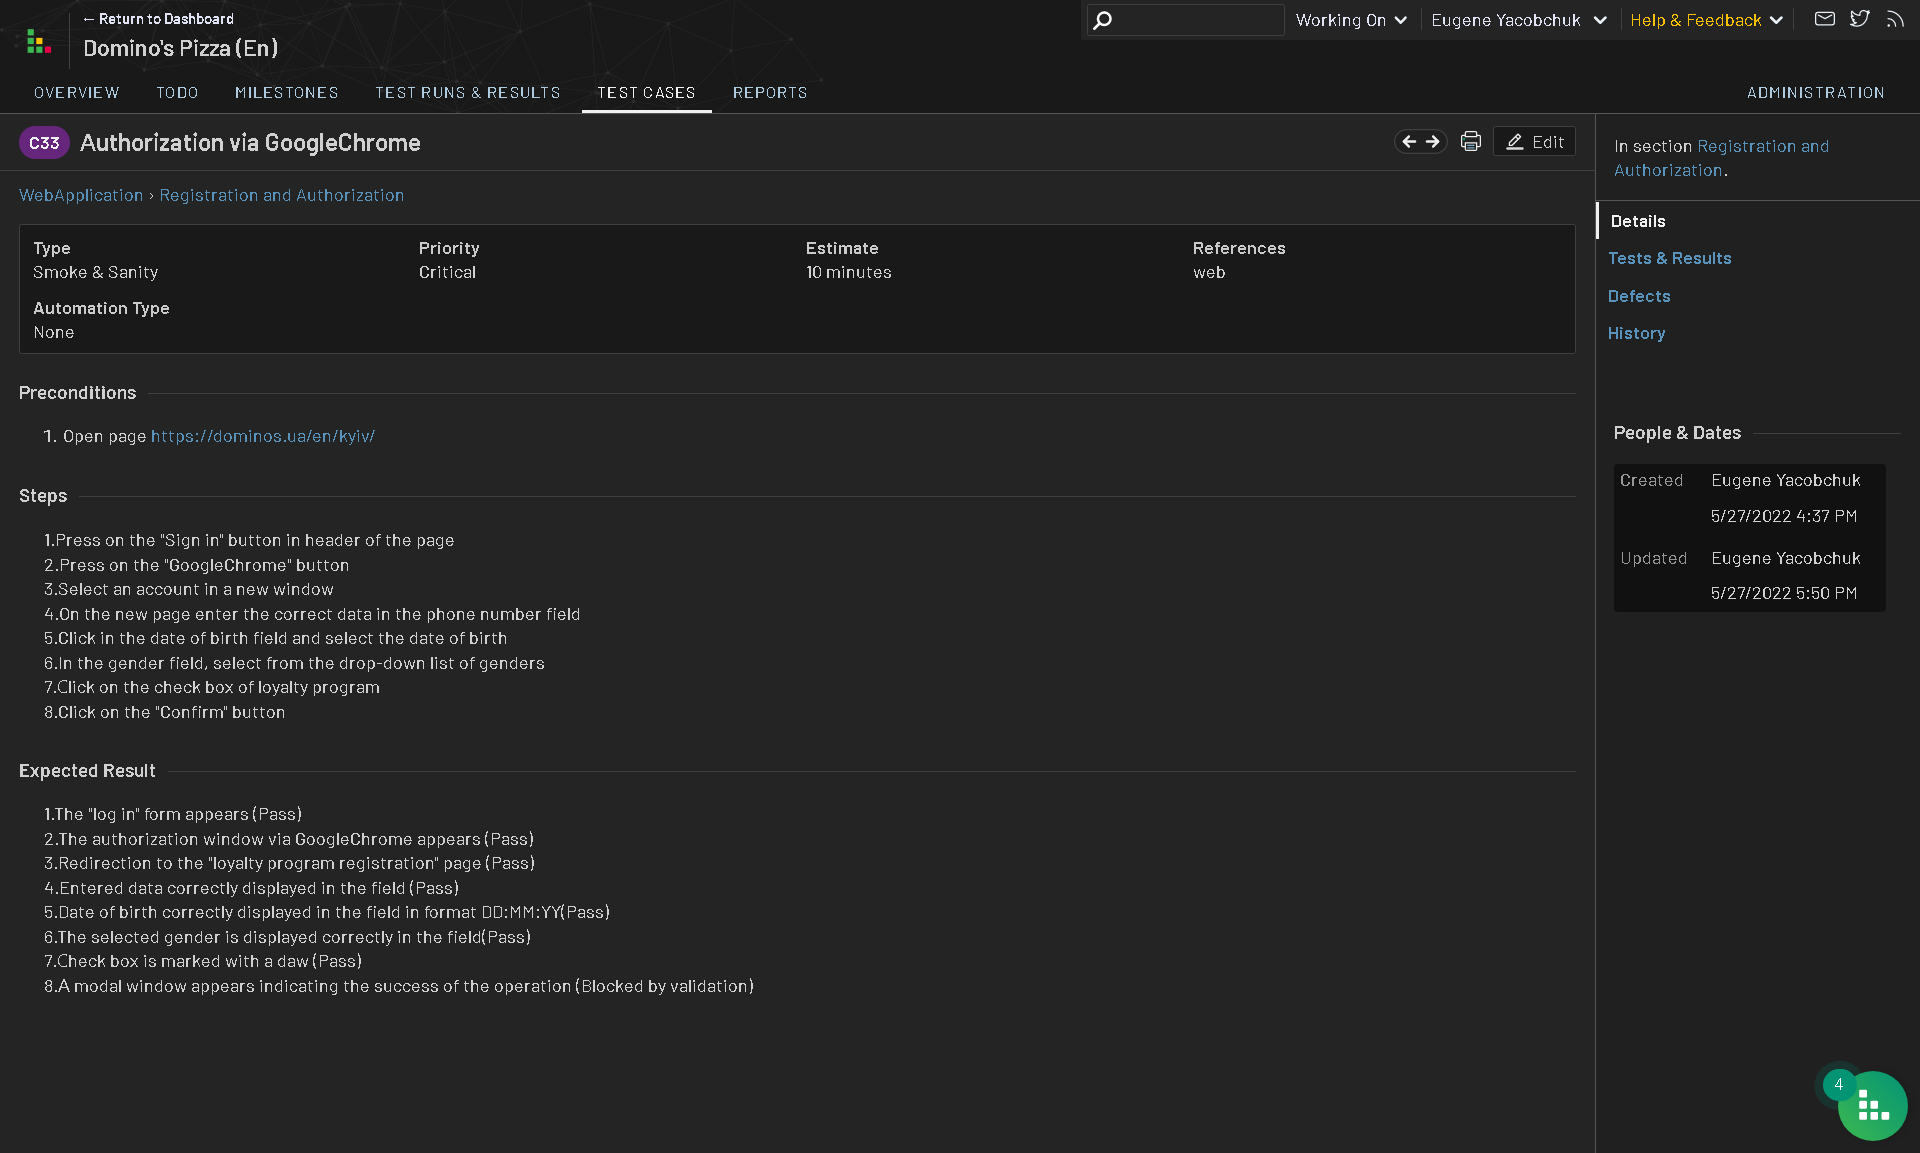 ← Return to Dashboard
Domino's Pizza (En)
Working On
Eugene Yacobchuk
Help & Feedback
OVERVIEW
TODO
MILESTONES
TEST RUNS & RESULTS
TEST CASES
REPORTS
ADMINISTRATION
C33
Authorization via GoogleChrome
Edit
WebApplication › Registration and Authorization
Type
Smoke & Sanity
Priority
Critical
Estimate
10 minutes
References
web
Automation Type
None
Preconditions
1. Open page https://dominos.ua/en/kyiv/
Steps
1.Press on the "Sign in" button in header of the page
2.Press on the "GoogleChrome" button
3.Select an account in a new window
4.On the new page enter the correct data in the phone number field
5.Click in the date of birth field and select the date of birth
6.In the gender field, select from the drop-down list of genders
7.Click on the check box of loyalty program
8.Click on the "Confirm" button
Expected Result
1.The "log in" form appears (Pass)
2.The authorization window via GoogleChrome appears (Pass)
3.Redirection to the "loyalty program registration" page (Pass)
4.Entered data correctly displayed in the field (Pass)
5.Date of birth correctly displayed in the field in format DD:MM:YY(Pass)
6.The selected gender is displayed correctly in the field(Pass)
7.Check box is marked with a daw (Pass)
8.A modal window appears indicating the success of the operation (Blocked by validation)
In section Registration and
Authorization.
Details
Tests & Results
Defects
History
People & Dates
Created
Eugene Yacobchuk
5/27/2022 4:37 PM
Updated
Eugene Yacobchuk
5/27/2022 5:50 PM
4